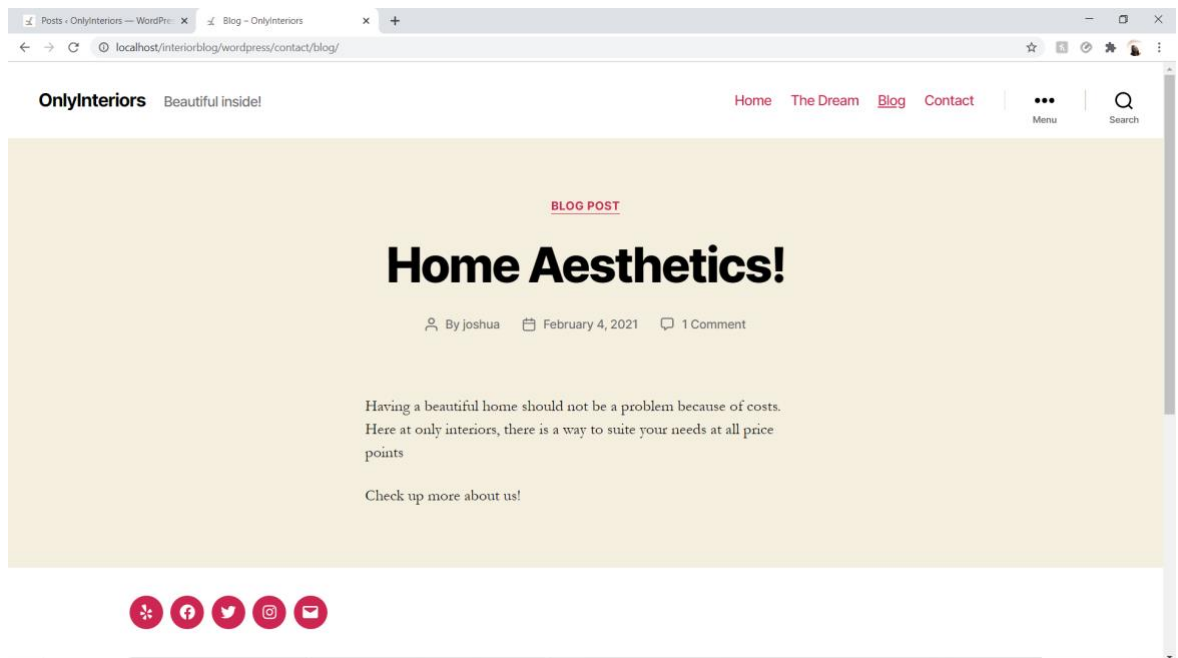 Posts ‹ OnlyInteriors — WordPre
Blog – OnlyInteriors
localhost/interiorblog/wordpress/contact/blog/
OnlyInteriors Beautiful inside!
Home The Dream Blog Contact
Menu
Search
BLOG POST
Home Aesthetics!
By joshua February 4, 2021 1 Comment
Having a beautiful home should not be a problem because of costs.
Here at only interiors, there is a way to suite your needs at all price
points
Check up more about us!